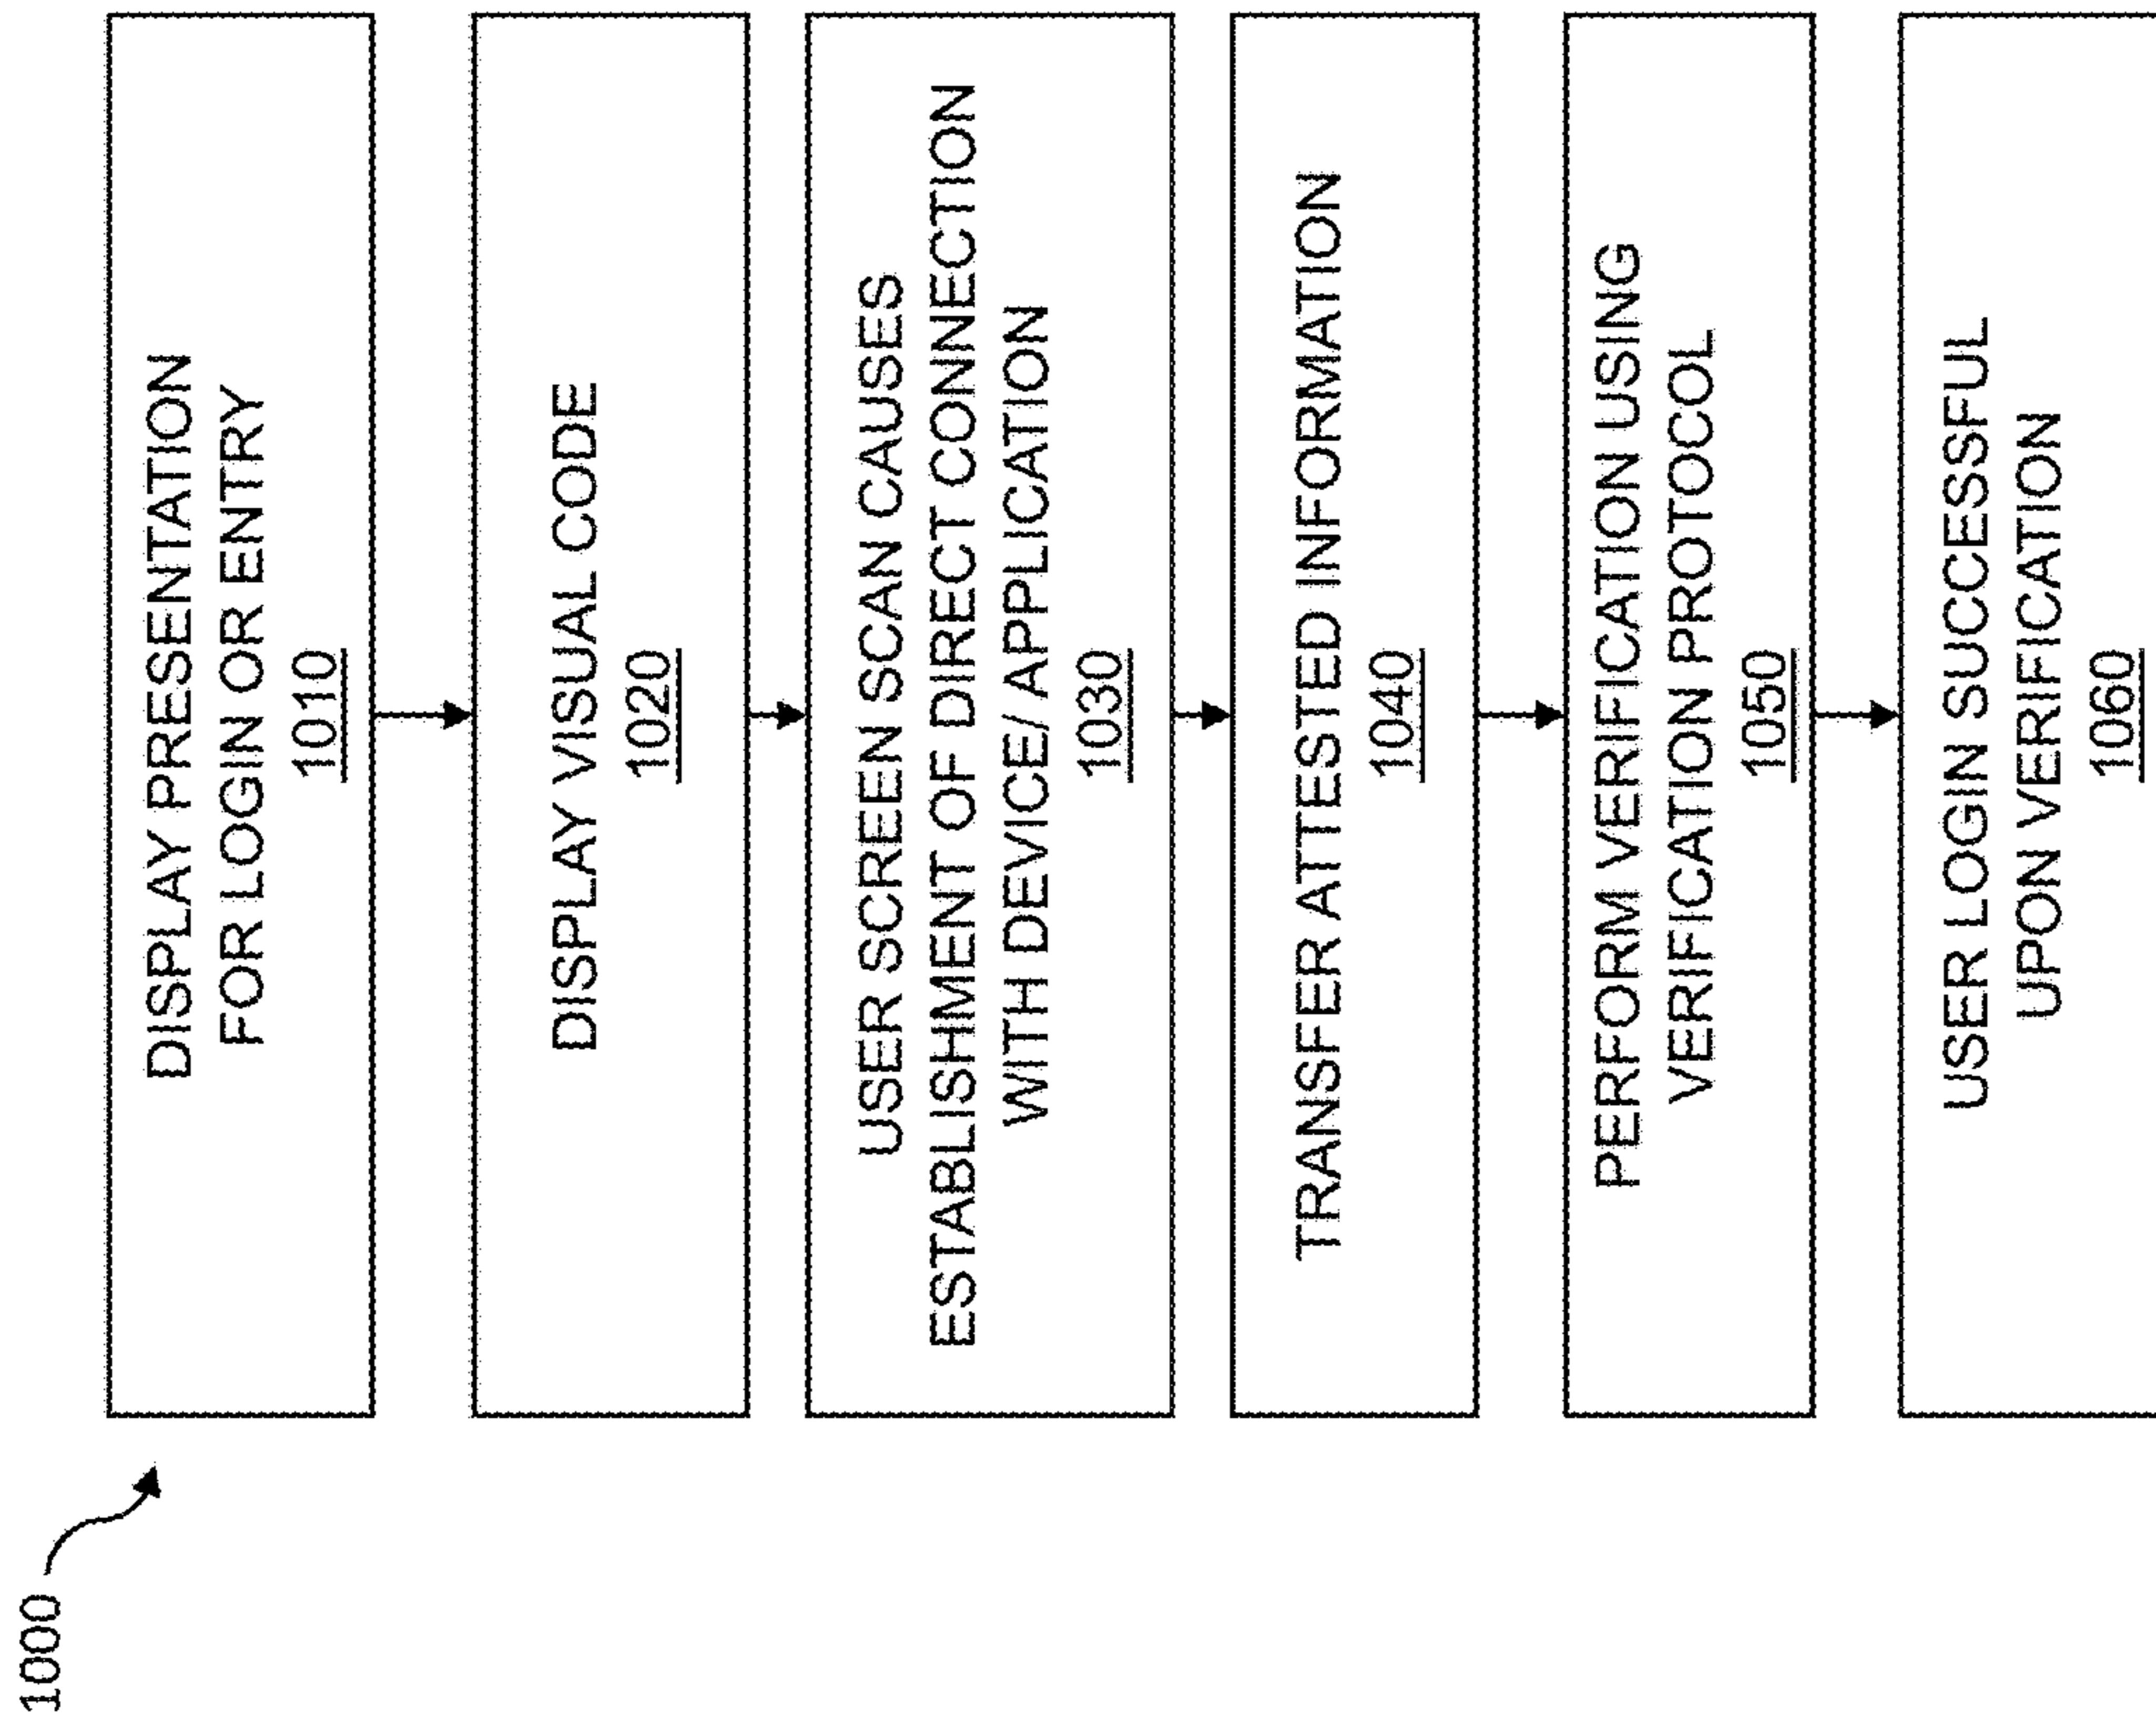 1000
DISPLAY PRESENTATION
FOR LOGIN OR ENTRY
1010
DISPLAY VISUAL CODE
1020
USER SCREEN SCAN CAUSES
ESTABLISHMENT OF DIRECT CONNECTION
WITH DEVICE/ APPLICATION
1030
TRANSFER ATTESTED INFORMATION
1040
PERFORM VERIFICATION USING
VERIFICATION PROTOCOL
1050
USER LOGIN SUCCESSFUL
UPON VERIFICATION
1060